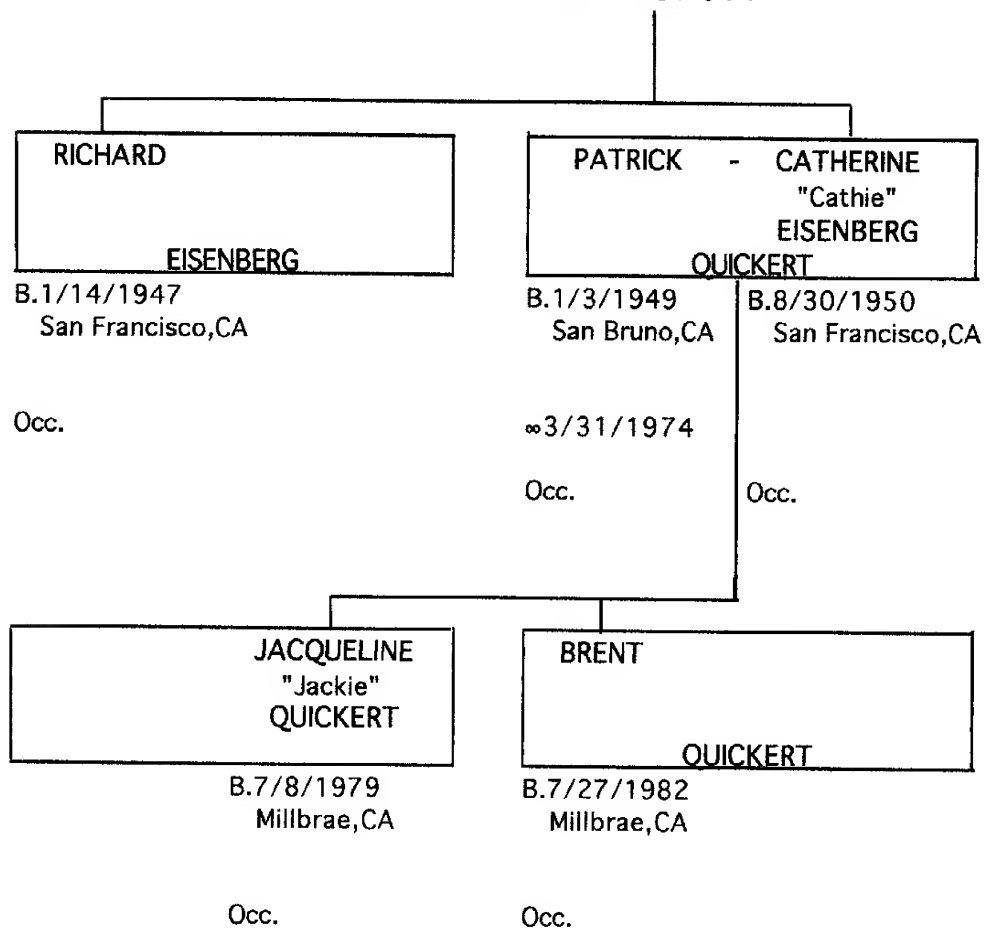 RICHARD
EISENBERG
B.1/14/1947
San Francisco,CA
Occ.
PATRICK - CATHERINE
"Cathie"
EISENBERG
QUICKERT
B.1/3/1949 B.8/30/1950
San Bruno,CA San Francisco,CA
∞3/31/1974
Occ. Occ.
JACQUELINE
"Jackie"
QUICKERT
B.7/8/1979
Millbrae,CA
Occ.
BRENT
QUICKERT
B.7/27/1982
Millbrae,CA
Occ.